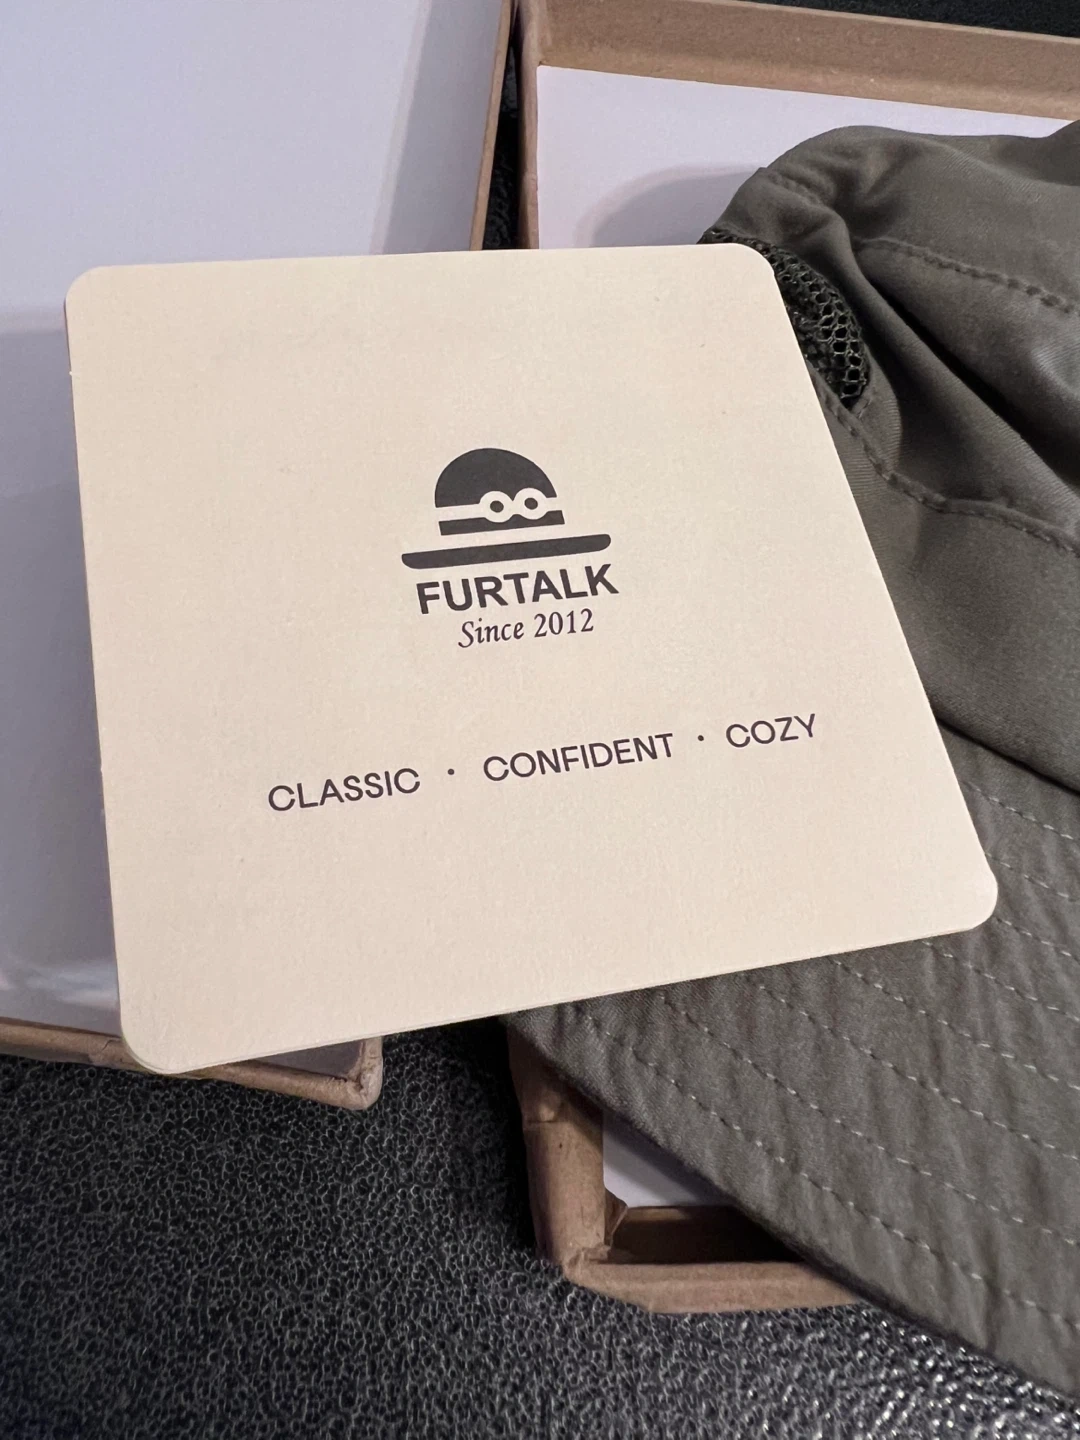 FURTALK
Since 2012
CLASSIC · CONFIDENT · COZY